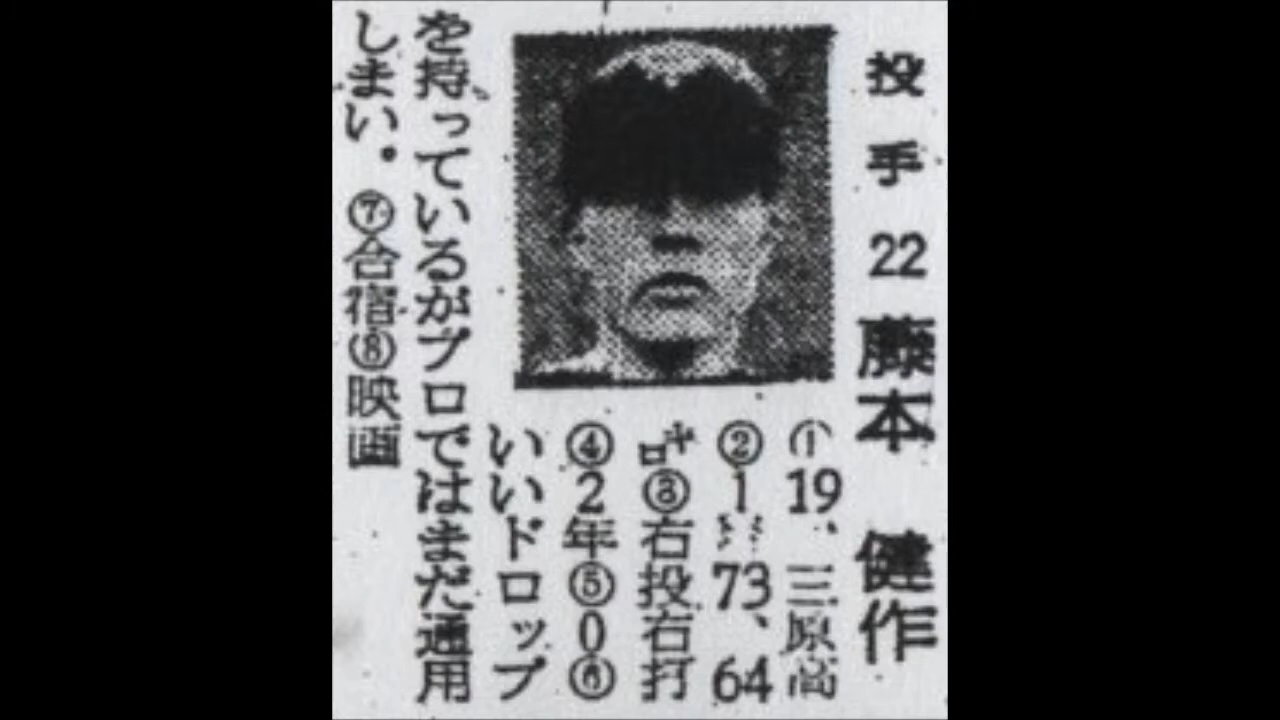 投手 22 藤本 健作
①19、三原高
②1㍍73、64
㌔③右投右打
④2年⑤0⑥
いいドロップ
を持っているがプロではまだ通用
しまい。⑦合宿⑧映画